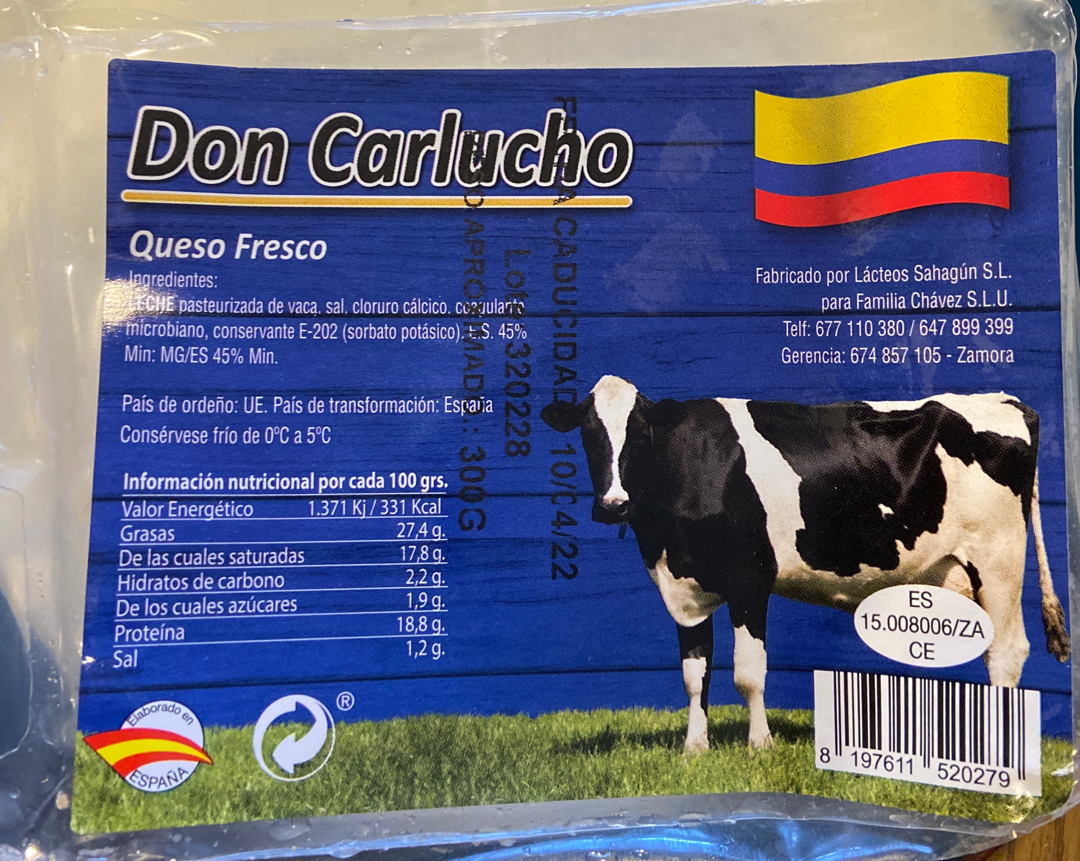 Don Carlucho
Queso Fresco
Ingredientes:
LECHE pasteurizada de vaca, sal, cloruro cálcico, coagulante
microbiano, conservante E-202 (sorbato potásico), E.S. 45%
Min: MG/ES 45% Min.
País de ordeño: UE. País de transformación: España
Consérvese frío de 0ºC a 5ºC
Información nutricional por cada 100 grs.
Valor Energético 1.371 Kj / 331 Kcal
Grasas 27,4 g.
De las cuales saturadas 17,8 g.
Hidratos de carbono 2,2 g.
De los cuales azúcares 1,9 g.
Proteína 18,8 g.
Sal 1,2 g.
Elaborado en
ESPAÑA
®
FECHA CADUCIDAD: 10/04/22
Lote: 320228
PESO APROXIMADO: 300G
Fabricado por Lácteos Sahagún S.L.
para Familia Chávez S.L.U.
Telf: 677 110 380 / 647 899 399
Gerencia: 674 857 105 - Zamora
ES
15.008006/ZA
CE
8 197611 520279